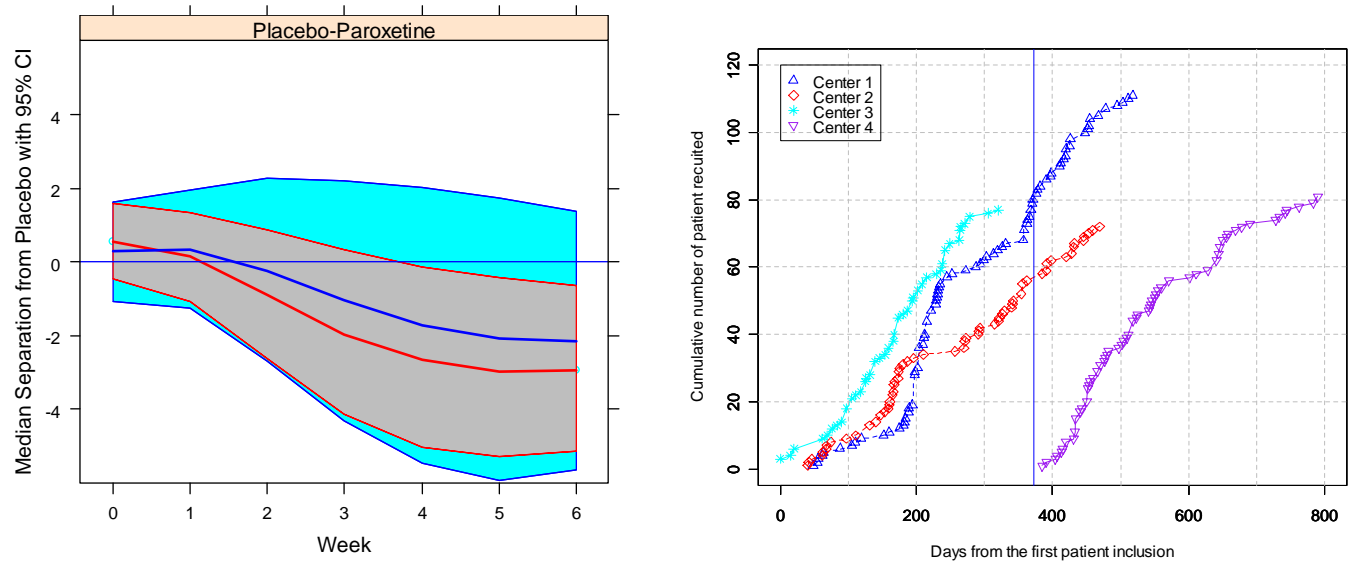 Placebo-Paroxetine
Median Separation from Placebo with 95% CI
4
2
0
-2
-4
0 1 2 3 4 5 6
Week
Cumulative number of patient recuited
120
100
80
60
40
20
0
Center 1
Center 2
Center 3
Center 4
0 200 400 600 800
Days from the first patient inclusion